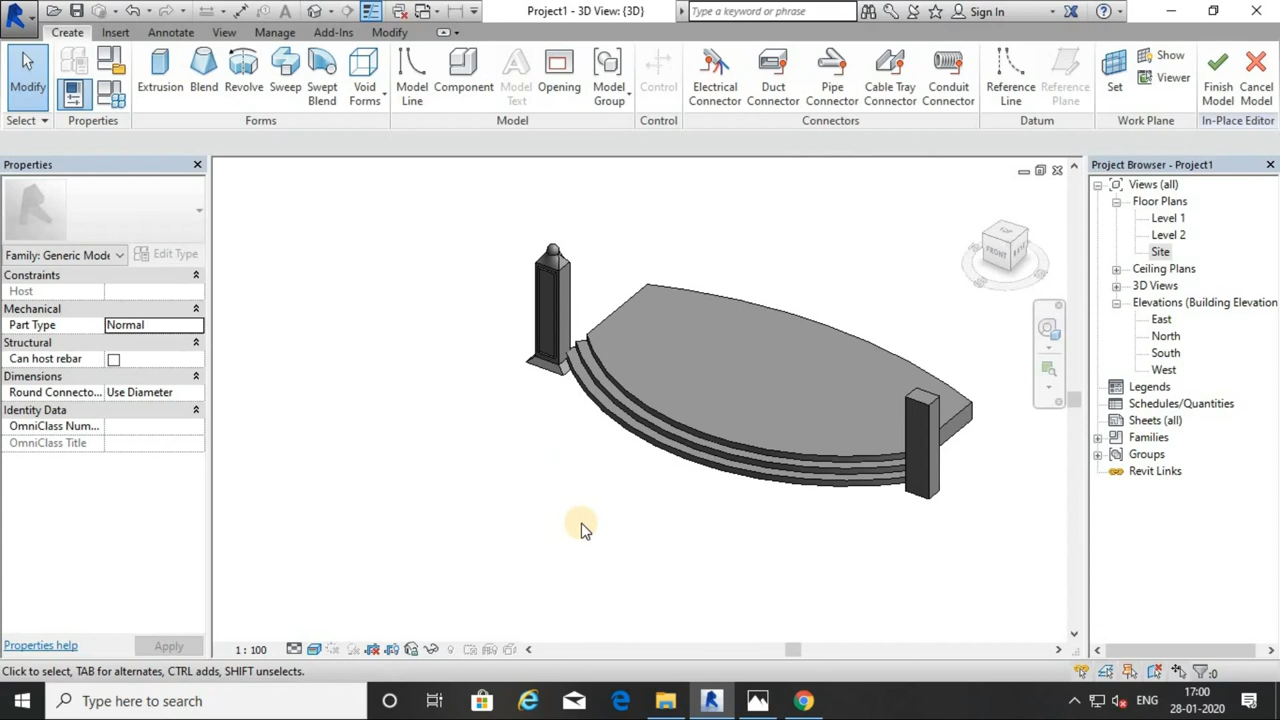 Project1 - 3D View: {3D}
Type a keyword or phrase
Sign In
Create Insert Annotate View Manage Add-Ins Modify
Modify
Extrusion Blend Revolve Sweep Swept Blend Void Forms
Model Line Component Model Text Opening Model Group
Control
Electrical Connector Duct Connector Pipe Connector Cable Tray Connector Conduit Connector
Reference Line Reference Plane
Set Show Viewer
Finish Model Cancel Model
Select Properties Forms Model Control Connectors Datum Work Plane In-Place Editor
Properties
Family: Generic Mode
Edit Type
Constraints
Host
Mechanical
Part Type Normal
Structural
Can host rebar
Dimensions
Round Connecto... Use Diameter
Identity Data
OmniClass Num...
OmniClass Title
Properties help
Apply
TOP
FRONT
Project Browser - Project1
Views (all)
Floor Plans
Level 1
Level 2
Site
Ceiling Plans
3D Views
Elevations (Building Elevation
East
North
South
West
Legends
Schedules/Quantities
Sheets (all)
Families
Groups
Revit Links
1 : 100
Click to select, TAB for alternates, CTRL adds, SHIFT unselects.
:0
Type here to search
ENG
17:00
28-01-2020